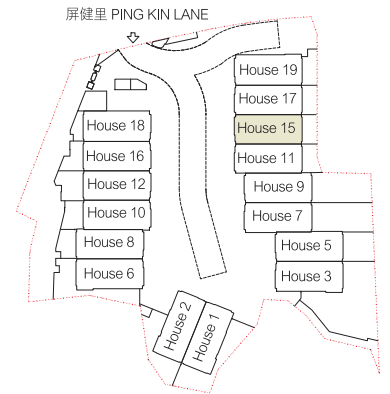 屏健里 PING KIN LANE
House 19
House 17
House 15
House 11
House 9
House 7
House 5
House 3
House 18
House 16
House 12
House 10
House 8
House 6
House 2
House 1